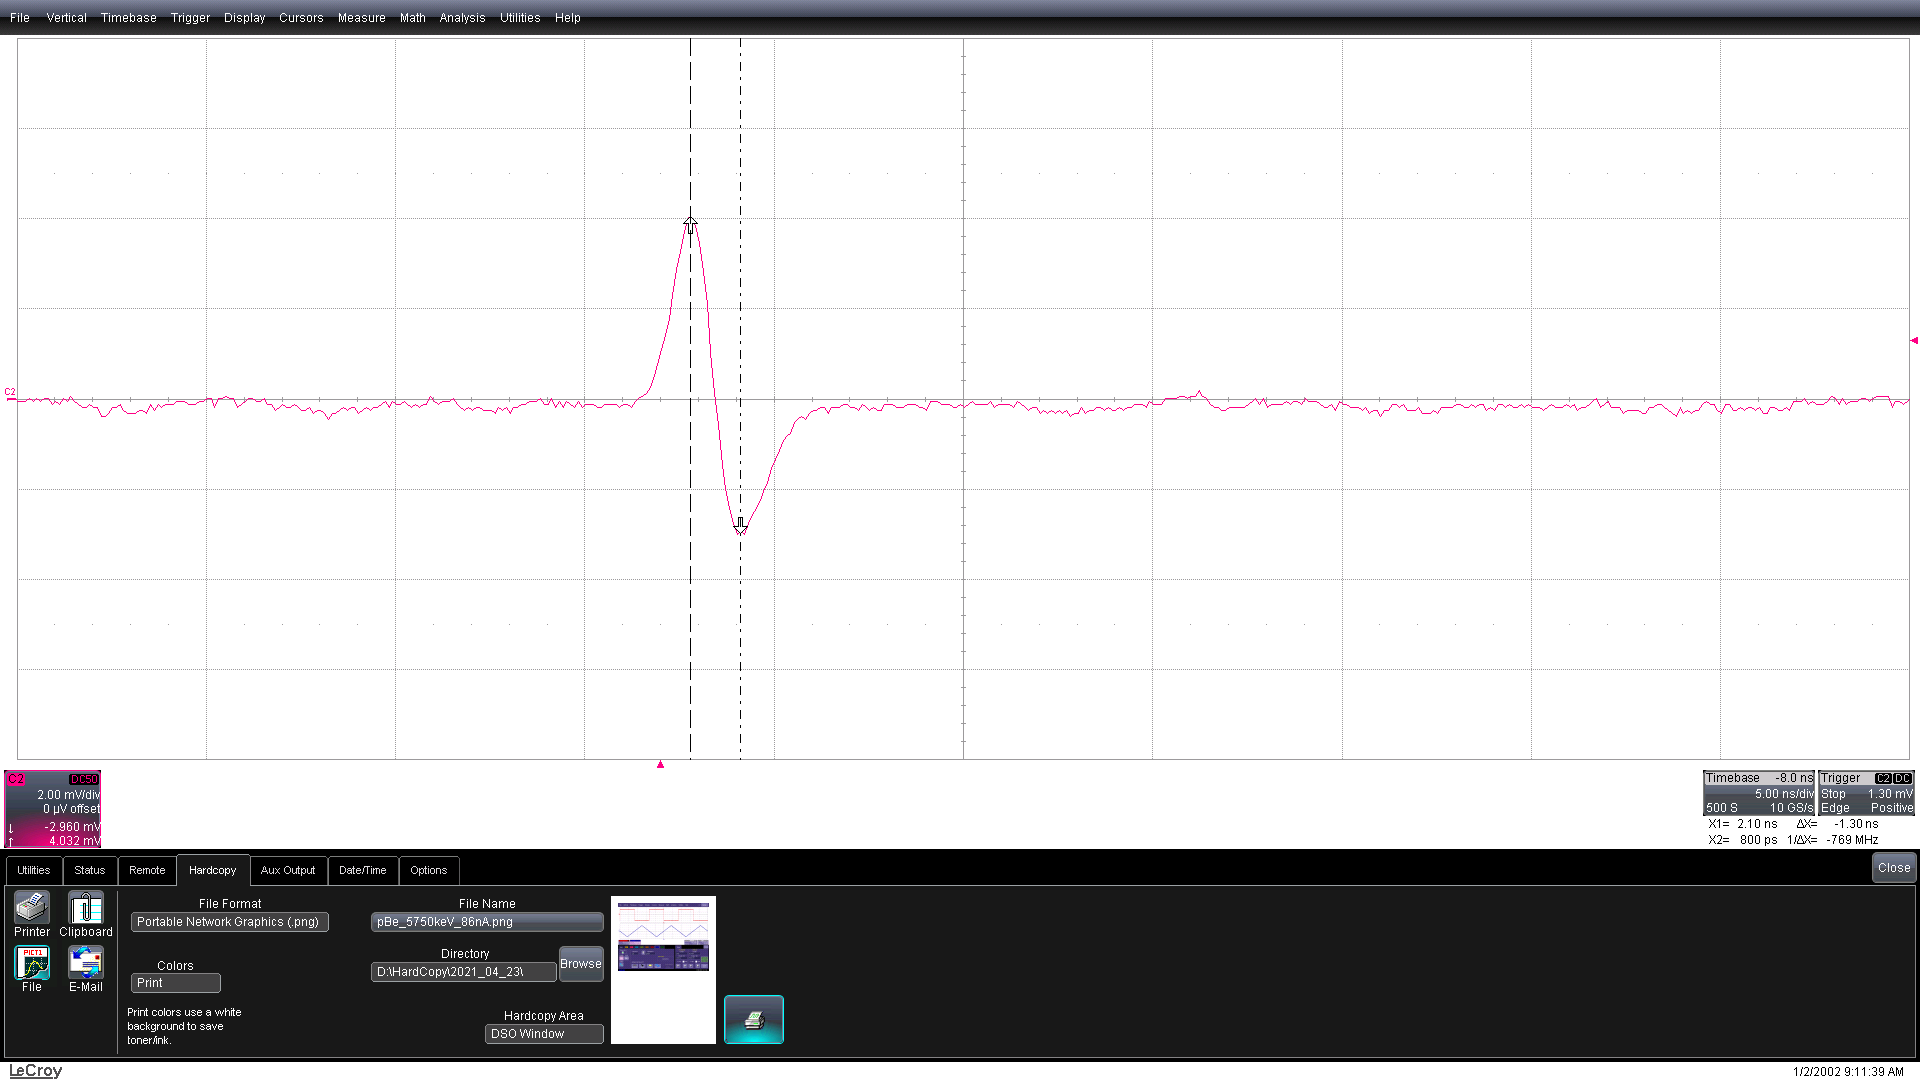 File Vertical Timebase Trigger Display Cursors Measure Math Analysis Utilities Help
C2
C2 DC50
2.00 mV/div
0 µV offset
↓ -2.960 mV
↑ 4.032 mV
Timebase -8.0 ns
5.00 ns/div
500 S 10 GS/s
Trigger C2 DC
Stop 1.30 mV
Edge Positive
X1= 2.10 ns ΔX= -1.30 ns
X2= 800 ps 1/ΔX= -769 MHz
Utilities Status Remote Hardcopy Aux Output Date/Time Options
Close
Printer Clipboard
PICT1
File E-Mail
File Format
Portable Network Graphics (.png)
Colors
Print
Print colors use a white
background to save
toner/ink.
File Name
pBe_5750keV_86nA.png
Directory
D:\HardCopy\2021_04_23\
Browse
Hardcopy Area
DSO Window
LeCroy
1/2/2002 9:11:39 AM